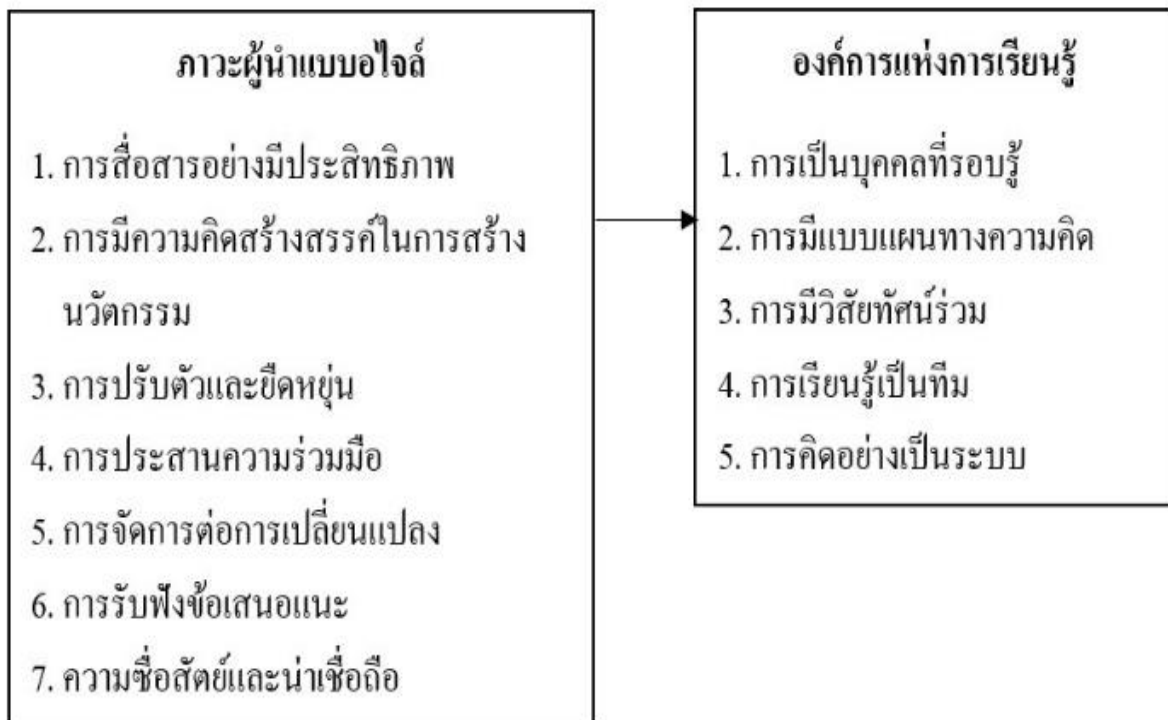 ภาวะผู้นำแบบอไจล์
1. การสื่อสารอย่างมีประสิทธิภาพ
2. การมีความคิดสร้างสรรค์ในการสร้าง
นวัตกรรม
3. การปรับตัวและยืดหยุ่น
4. การประสานความร่วมมือ
5. การจัดการต่อการเปลี่ยนแปลง
6. การรับฟังข้อเสนอแนะ
7. ความซื่อสัตย์และน่าเชื่อถือ
องค์การแห่งการเรียนรู้
1. การเป็นบุคคลที่รอบรู้
2. การมีแบบแผนทางความคิด
3. การมีวิสัยทัศน์ร่วม
4. การเรียนรู้เป็นทีม
5. การคิดอย่างเป็นระบบ